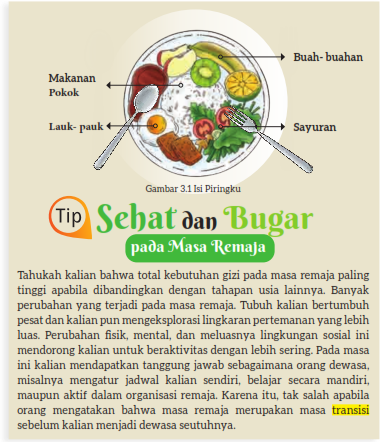 Buah- buahan
Makanan
Pokok
Lauk- pauk
Sayuran
Gambar 3.1 Isi Piringku
Tip Sehat dan Bugar
pada Masa Remaja
Tahukah kalian bahwa total kebutuhan gizi pada masa remaja paling
tinggi apabila dibandingkan dengan tahapan usia lainnya. Banyak
perubahan yang terjadi pada masa remaja. Tubuh kalian bertumbuh
pesat dan kalian pun mengeksplorasi lingkaran pertemanan yang lebih
luas. Perubahan fisik, mental, dan meluasnya lingkungan sosial ini
mendorong kalian untuk beraktivitas dengan lebih sering. Pada masa
ini kalian mendapatkan tanggung jawab sebagaimana orang dewasa,
misalnya mengatur jadwal kalian sendiri, belajar secara mandiri,
maupun aktif dalam organisasi remaja. Karena itu, tak salah apabila
orang mengatakan bahwa masa remaja merupakan masa transisi
sebelum kalian menjadi dewasa seutuhnya.